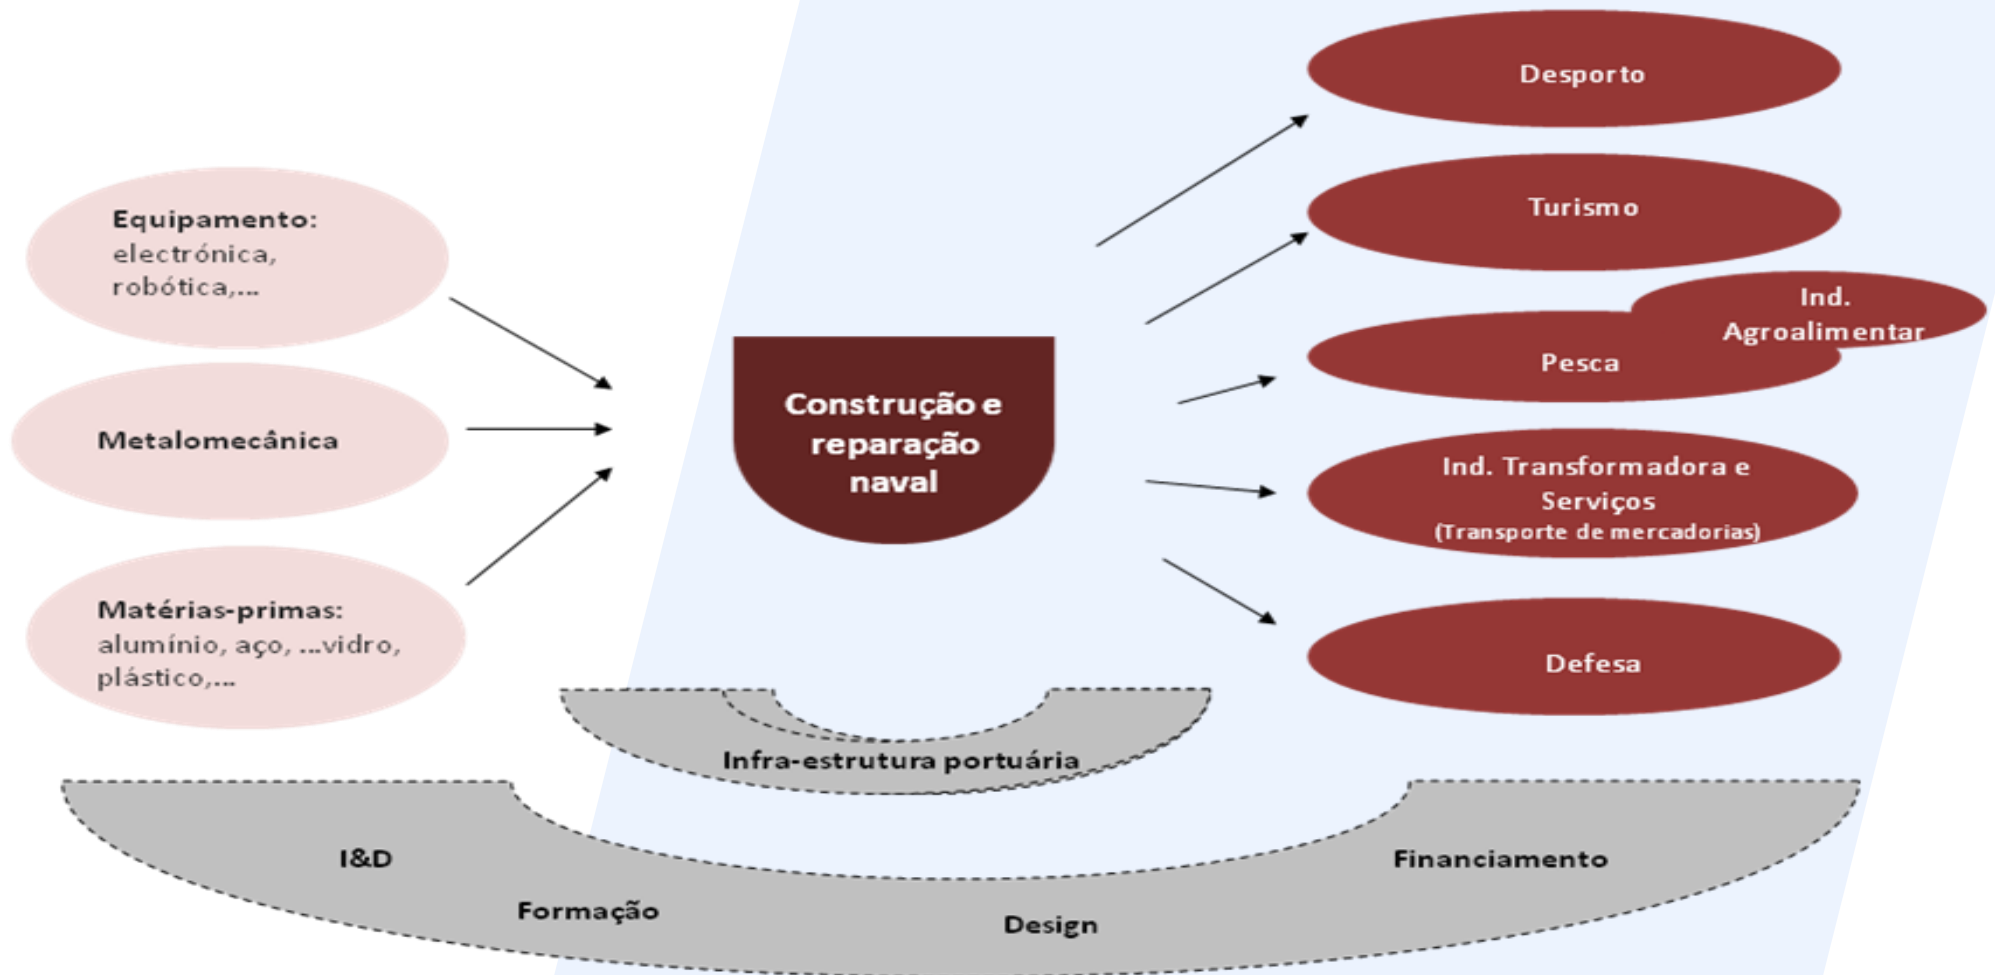 Equipamento:
electrónica,
robótica,...
Metalomecânica
Matérias-primas:
alumínio, aço, ...vidro,
plástico,...
Construção e
reparação
naval
Desporto
Turismo
Ind.
Agroalimentar
Pesca
Ind. Transformadora e
Serviços
(Transporte de mercadorias)
Defesa
Infra-estrutura portuária
I&D
Formação
Design
Financiamento